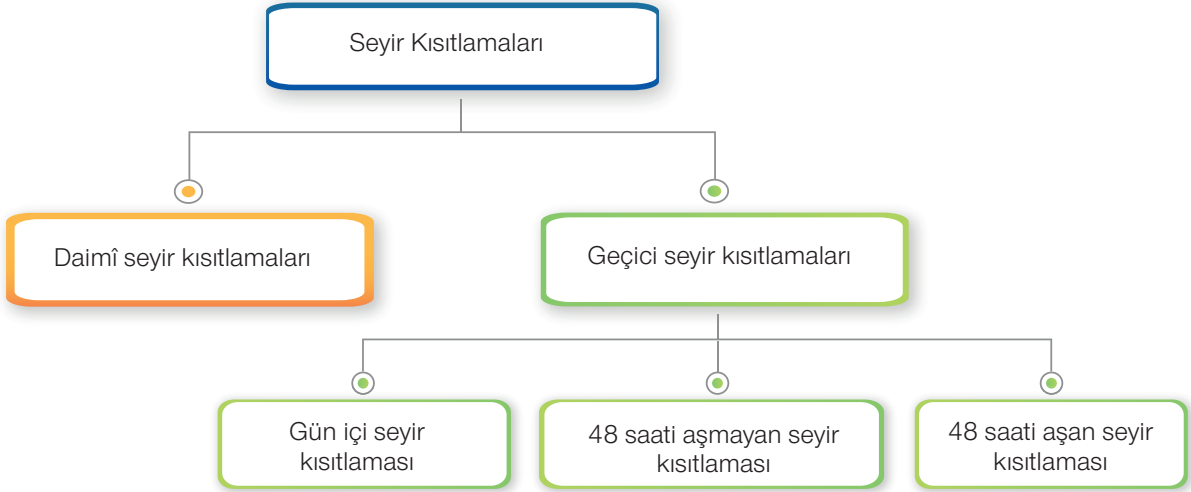 Seyir Kısıtlamaları
Daimî seyir kısıtlamaları
Geçici seyir kısıtlamaları
Gün içi seyir
kısıtlaması
48 saati aşmayan seyir
kısıtlaması
48 saati aşan seyir
kısıtlaması